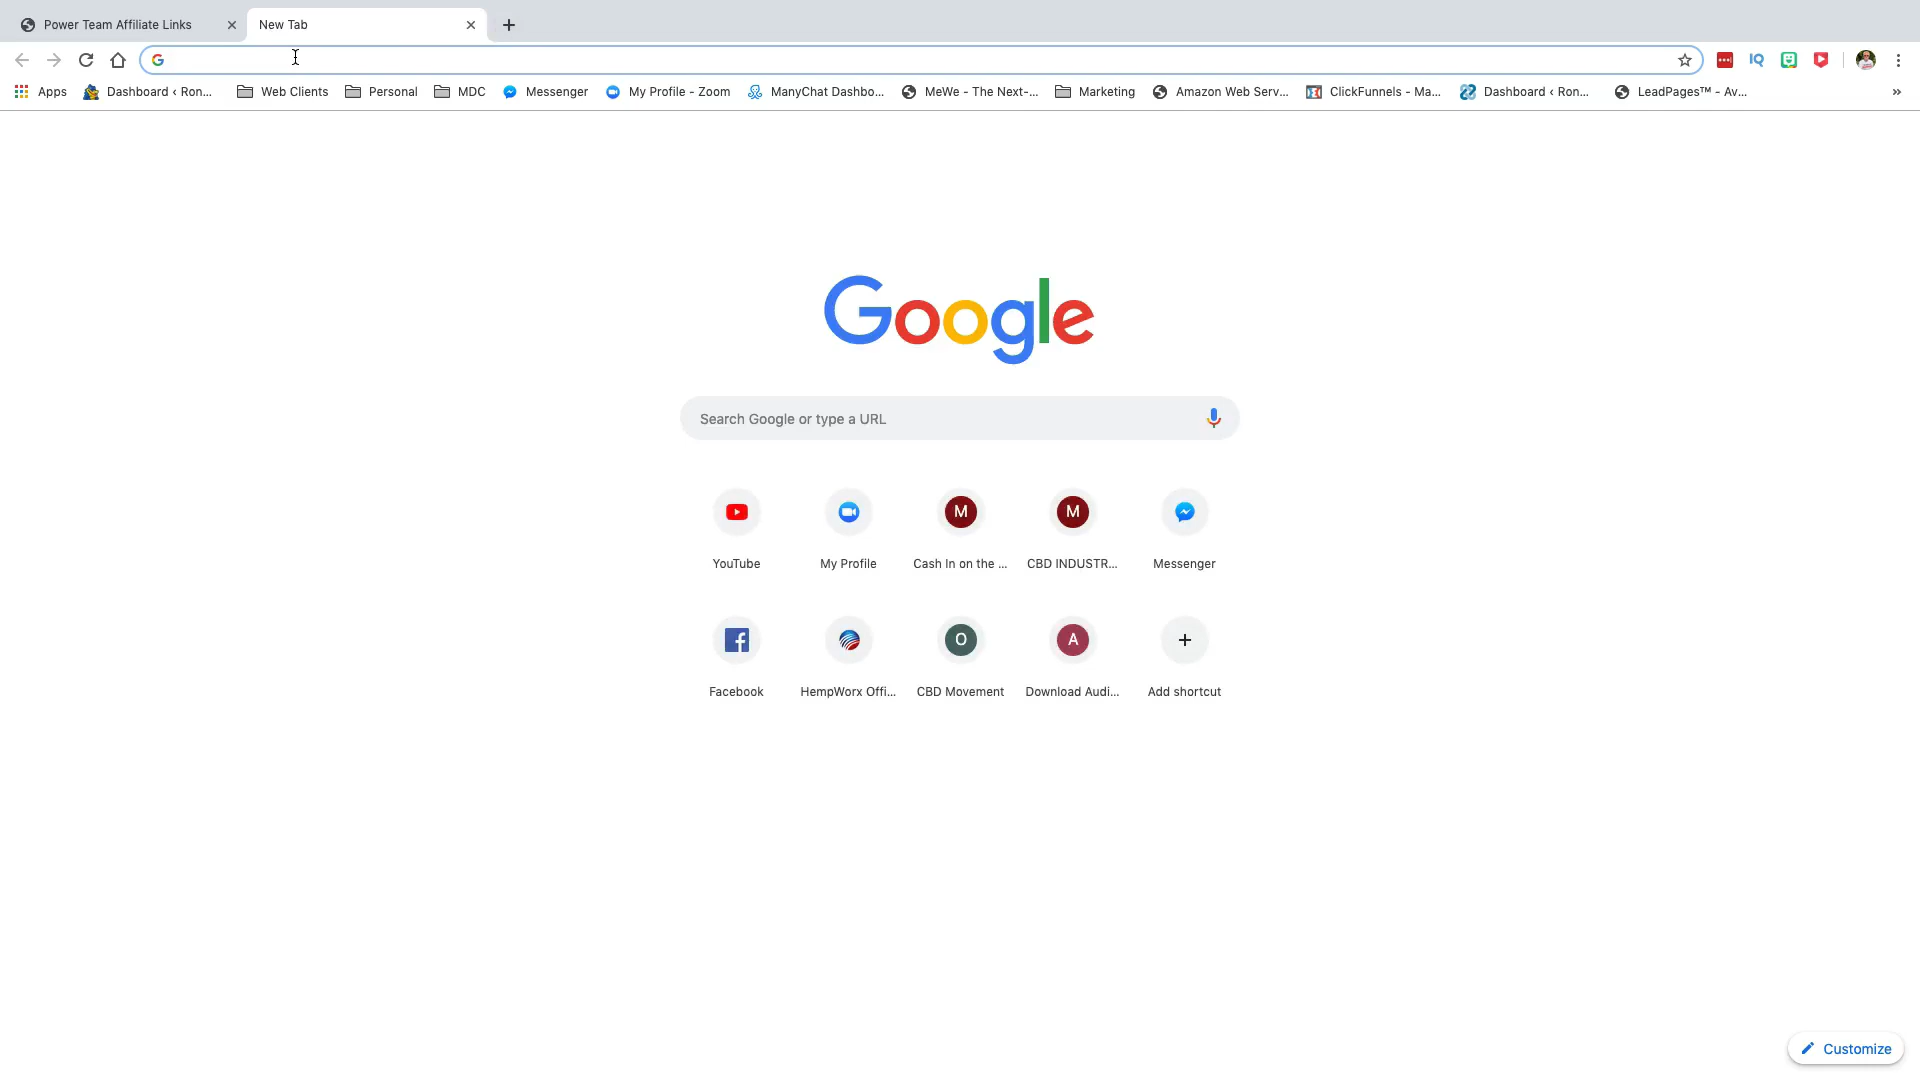 Power Team Affiliate Links
New Tab
Apps
Dashboard ‹ Ron...
Web Clients
Personal
MDC
Messenger
My Profile - Zoom
ManyChat Dashbo...
MeWe - The Next-...
Marketing
Amazon Web Serv...
ClickFunnels - Ma...
Dashboard ‹ Ron...
LeadPages™ - Av...
»
Google
Search Google or type a URL
M
M
YouTube
My Profile
Cash In on the ...
CBD INDUSTR...
Messenger
O
A
Facebook
HempWorx Offi...
CBD Movement
Download Audi...
Add shortcut
Customize